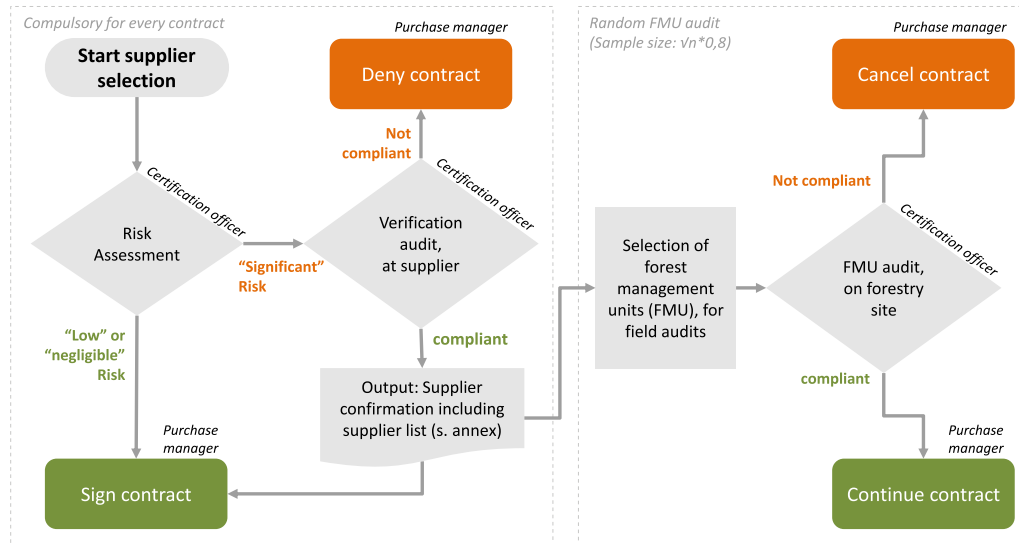 Compulsory for every contract
Start supplier
selection
Purchase manager
Deny contract
Not
compliant
Certification officer
Risk
Assessment
Certification officer
Verification
audit,
at supplier
"Significant"
Risk
"Low" or
"negligible"
Risk
compliant
Output: Supplier
confirmation including
supplier list (s. annex)
Purchase
manager
Sign contract
Random FMU audit
(Sample size: √n*0,8)
Purchase manager
Cancel contract
Not compliant
Certification officer
Selection of
forest
management
units (FMU), for
field audits
FMU audit,
on forestry
site
compliant
Purchase
manager
Continue contract